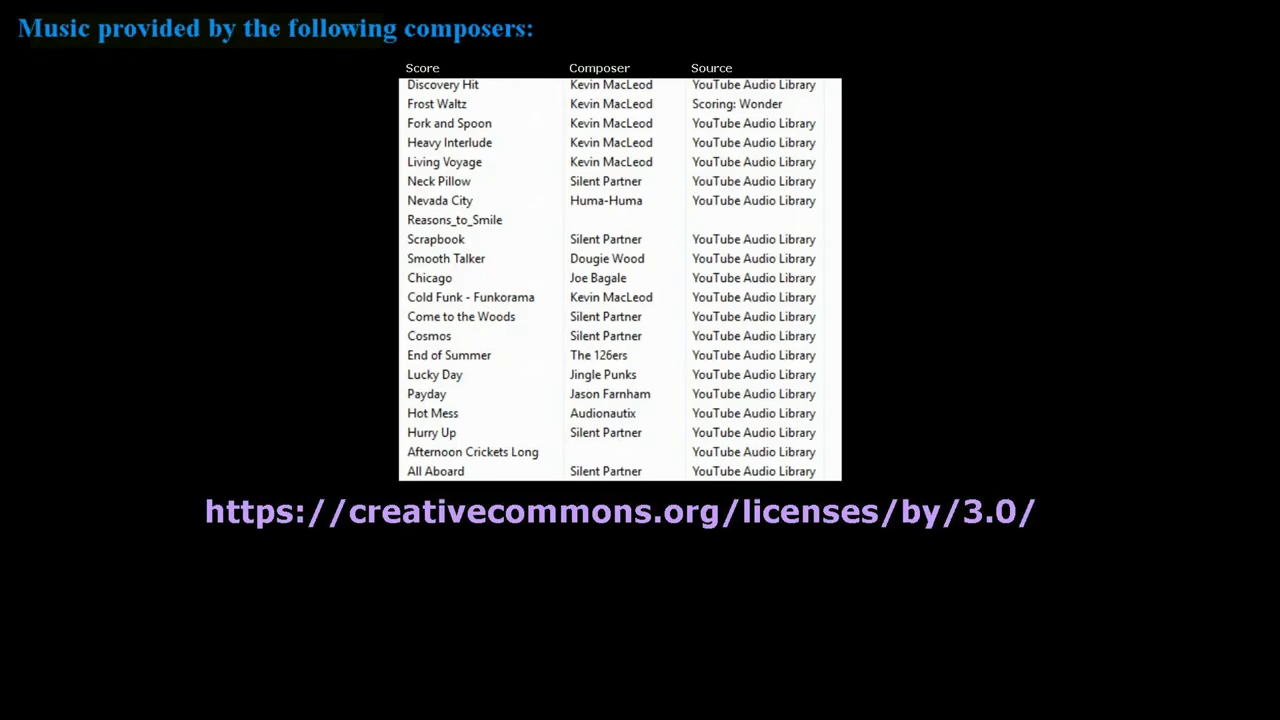 Music provided by the following composers:
Score Composer Source
Discovery Hit Kevin MacLeod YouTube Audio Library
Frost Waltz Kevin MacLeod Scoring: Wonder
Fork and Spoon Kevin MacLeod YouTube Audio Library
Heavy Interlude Kevin MacLeod YouTube Audio Library
Living Voyage Kevin MacLeod YouTube Audio Library
Neck Pillow Silent Partner YouTube Audio Library
Nevada City Huma-Huma YouTube Audio Library
Reasons_to_Smile
Scrapbook Silent Partner YouTube Audio Library
Smooth Talker Dougie Wood YouTube Audio Library
Chicago Joe Bagale YouTube Audio Library
Cold Funk - Funkorama Kevin MacLeod YouTube Audio Library
Come to the Woods Silent Partner YouTube Audio Library
Cosmos Silent Partner YouTube Audio Library
End of Summer The 126ers YouTube Audio Library
Lucky Day Jingle Punks YouTube Audio Library
Payday Jason Farnham YouTube Audio Library
Hot Mess Audionautix YouTube Audio Library
Hurry Up Silent Partner YouTube Audio Library
Afternoon Crickets Long YouTube Audio Library
All Aboard Silent Partner YouTube Audio Library
https://creativecommons.org/licenses/by/3.0/